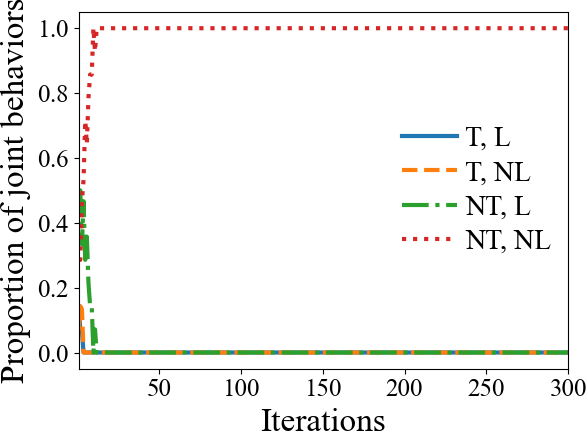 Proportion of joint behaviors
1.0
0.8
0.6
0.4
0.2
0.0
T, L
T, NL
NT, L
NT, NL
50 100 150 200 250 300
Iterations